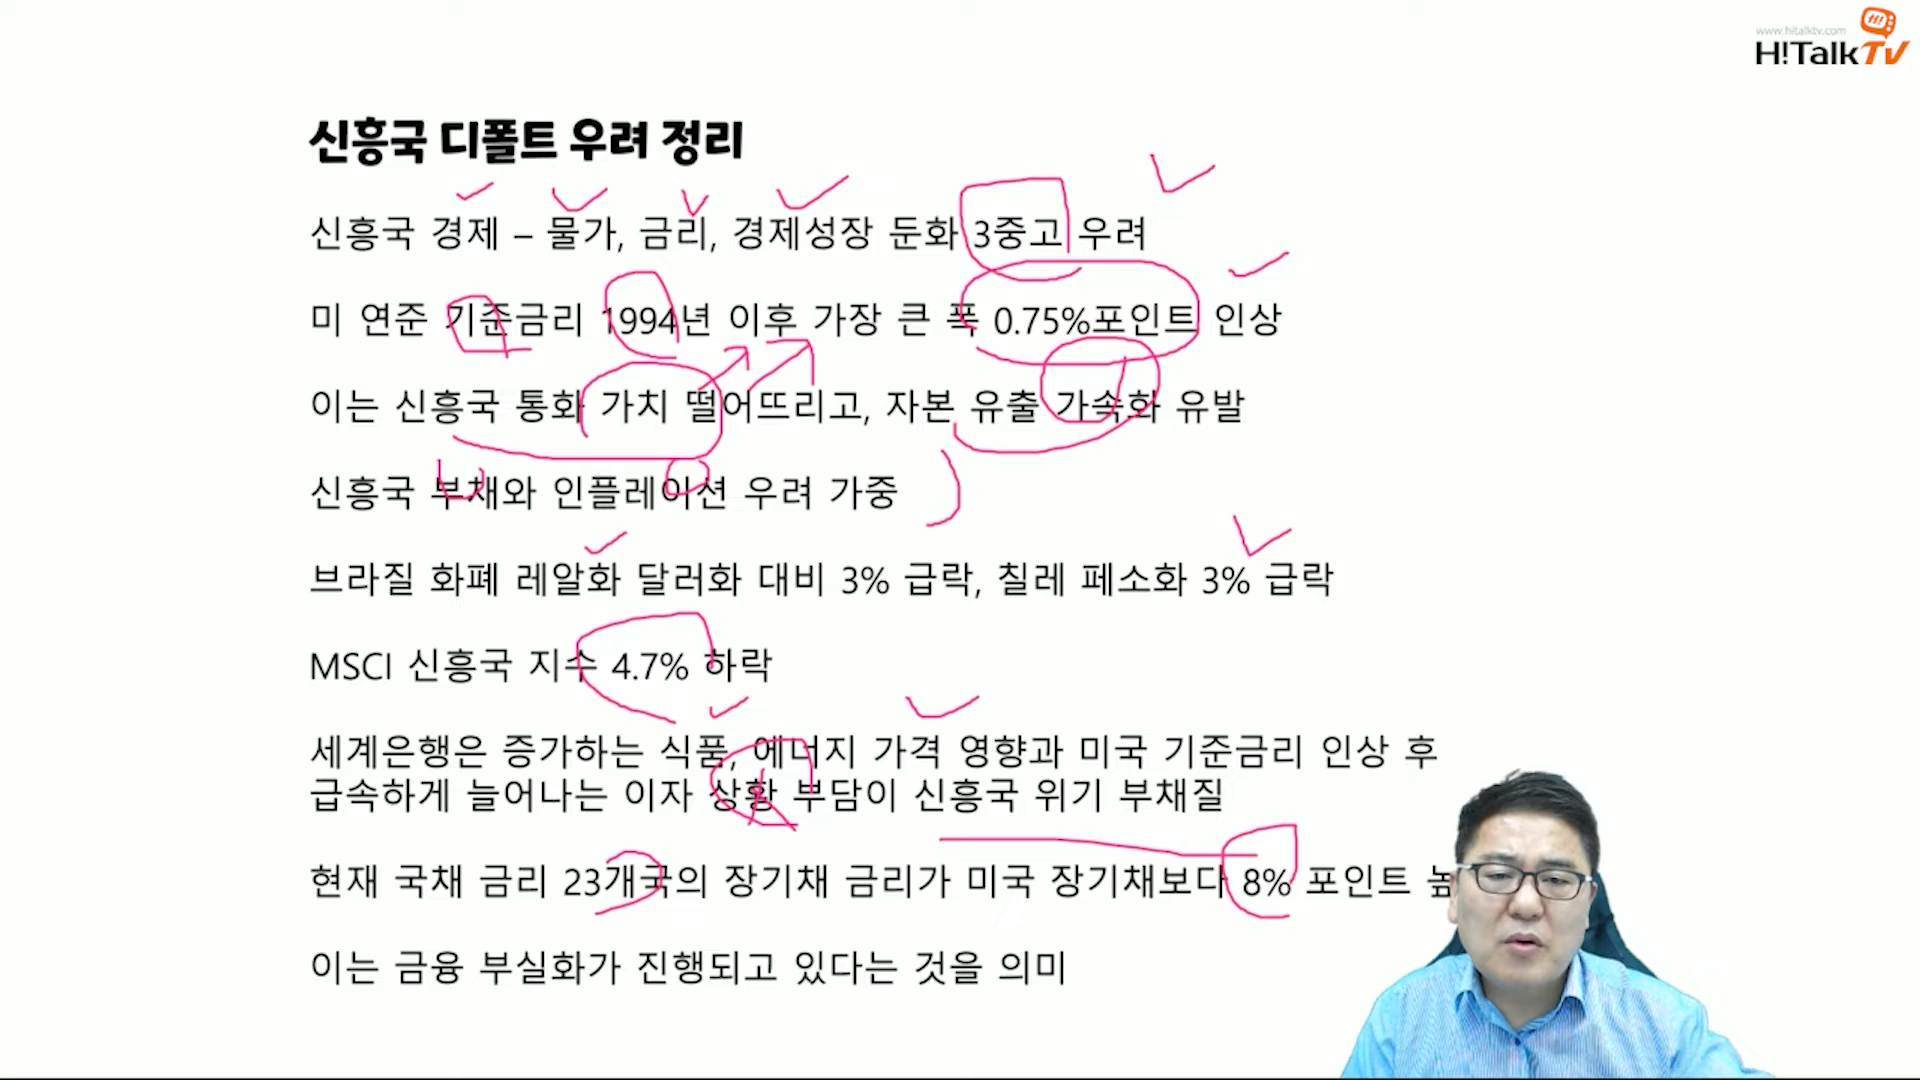 www.hitalktv.com
H!TalkTV
신흥국 디폴트 우려 정리
신흥국 경제 – 물가, 금리, 경제성장 둔화 3중고 우려
미 연준 기준금리 1994년 이후 가장 큰 폭 0.75%포인트 인상
이는 신흥국 통화 가치 떨어뜨리고, 자본 유출 가속화 유발
신흥국 부채와 인플레이션 우려 가중
브라질 화폐 레알화 달러화 대비 3% 급락, 칠레 페소화 3% 급락
MSCI 신흥국 지수 4.7% 하락
세계은행은 증가하는 식품, 에너지 가격 영향과 미국 기준금리 인상 후
급속하게 늘어나는 이자 상황 부담이 신흥국 위기 부채질
현재 국채 금리 23개국의 장기채 금리가 미국 장기채보다 8% 포인트
이는 금융 부실화가 진행되고 있다는 것을 의미